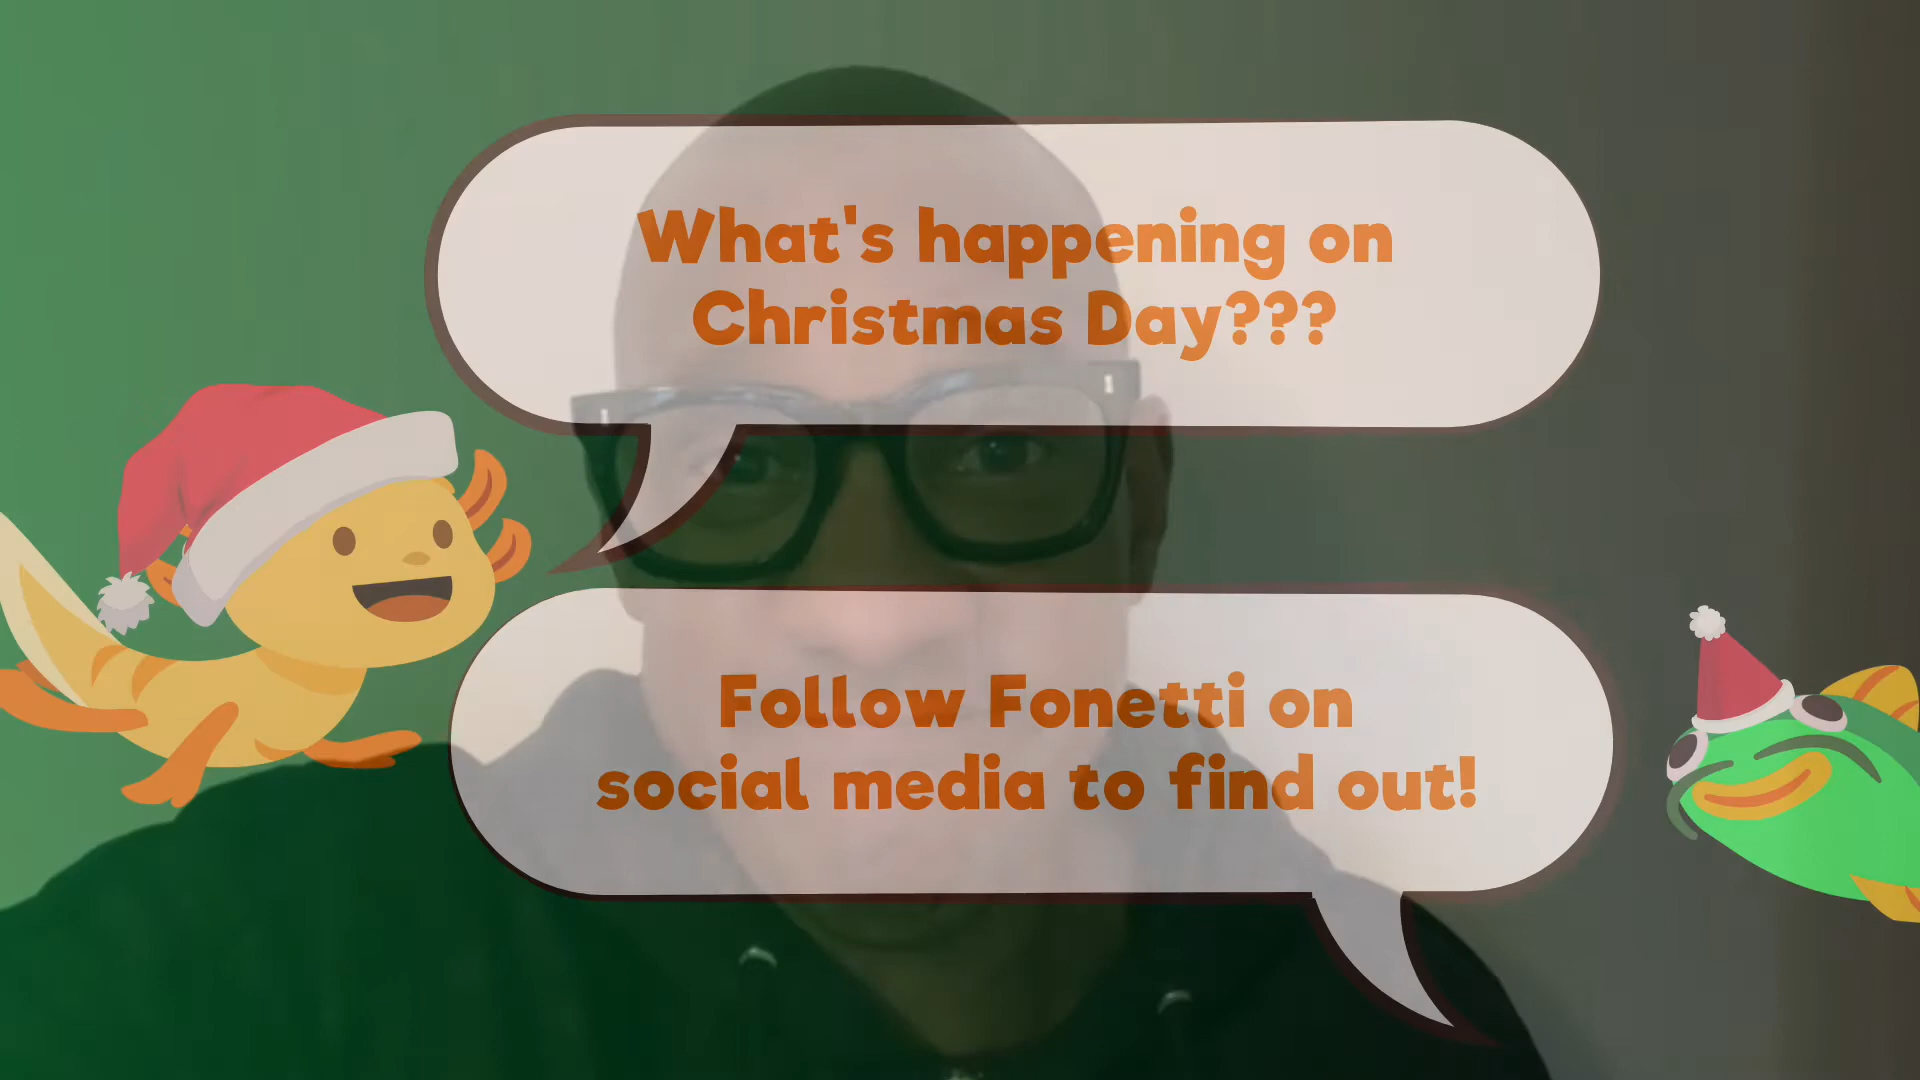 What's happening on
Christmas Day???
Follow Fonetti on
social media to find out!